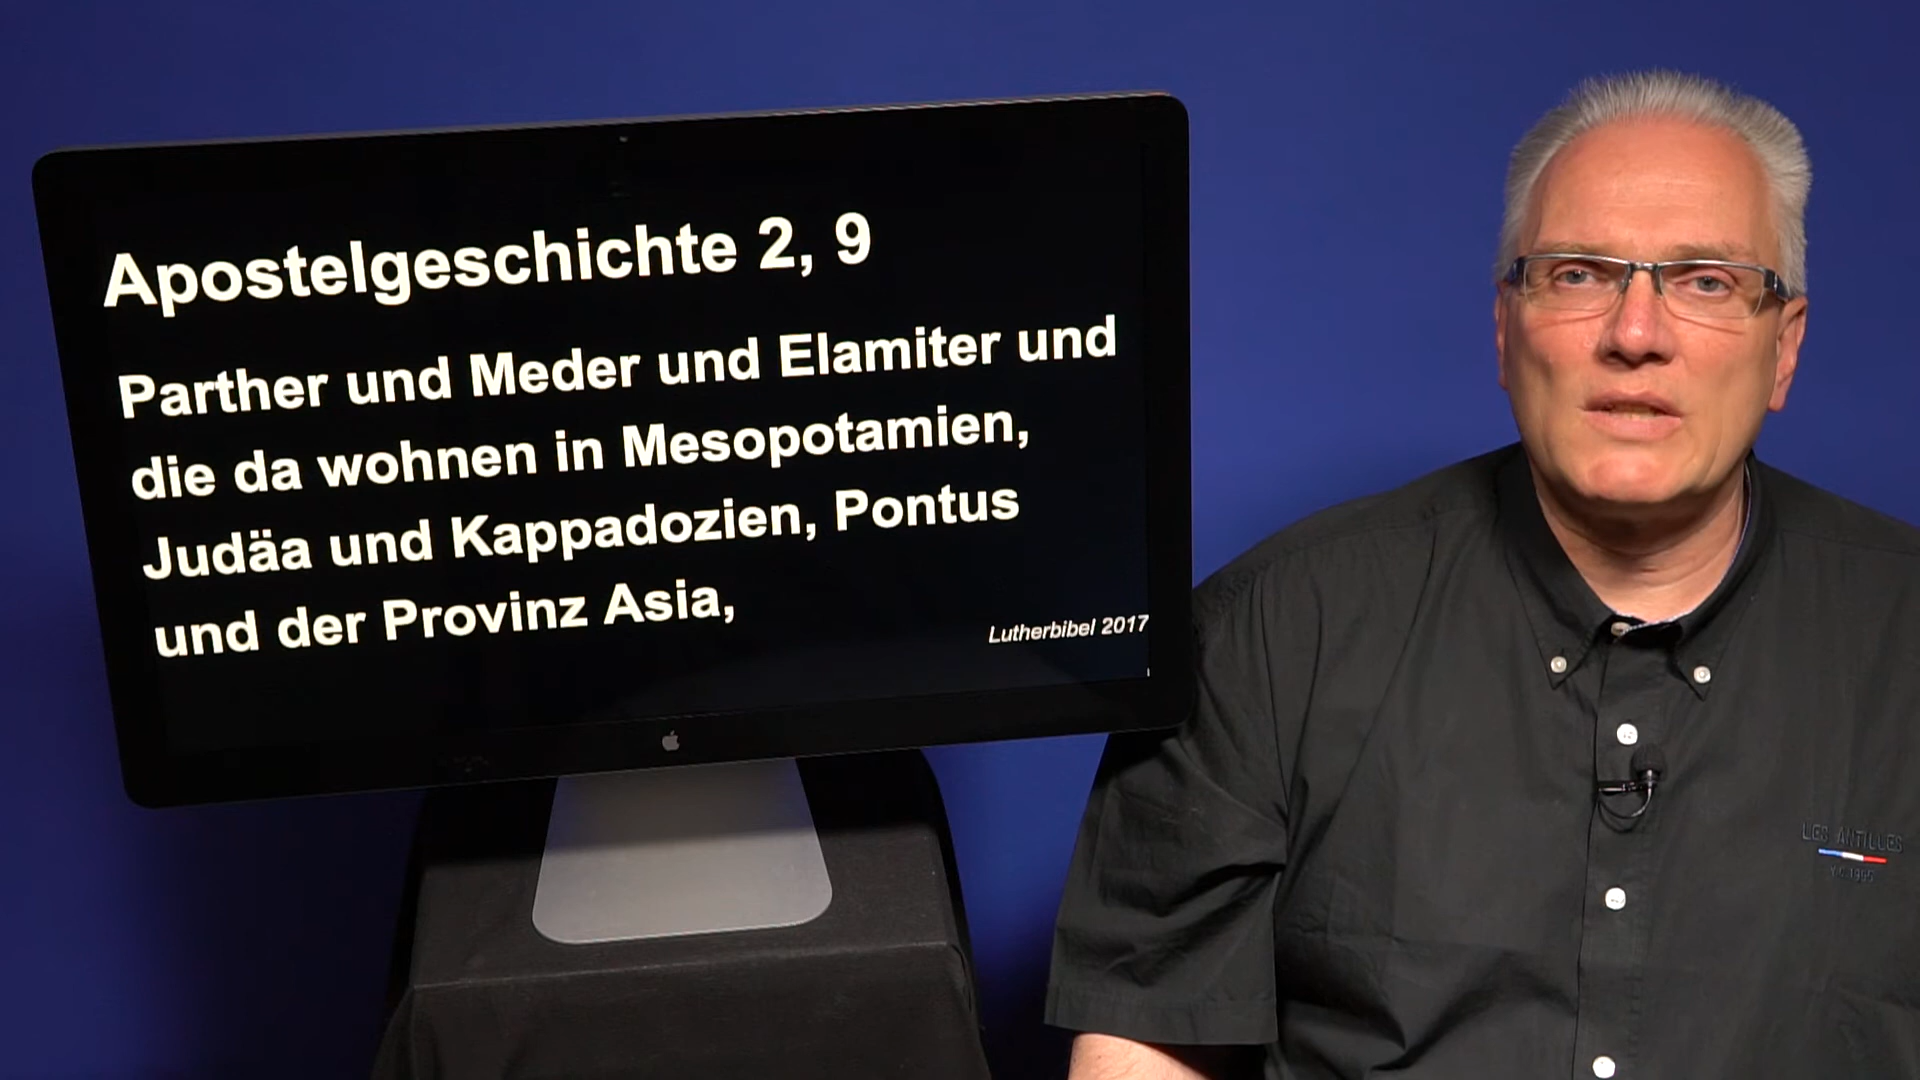 Apostelgeschichte 2, 9
Parther und Meder und Elamiter und
die da wohnen in Mesopotamien,
Judäa und Kappadozien, Pontus
und der Provinz Asia,
Lutherbibel 2017
LES ANTILLES